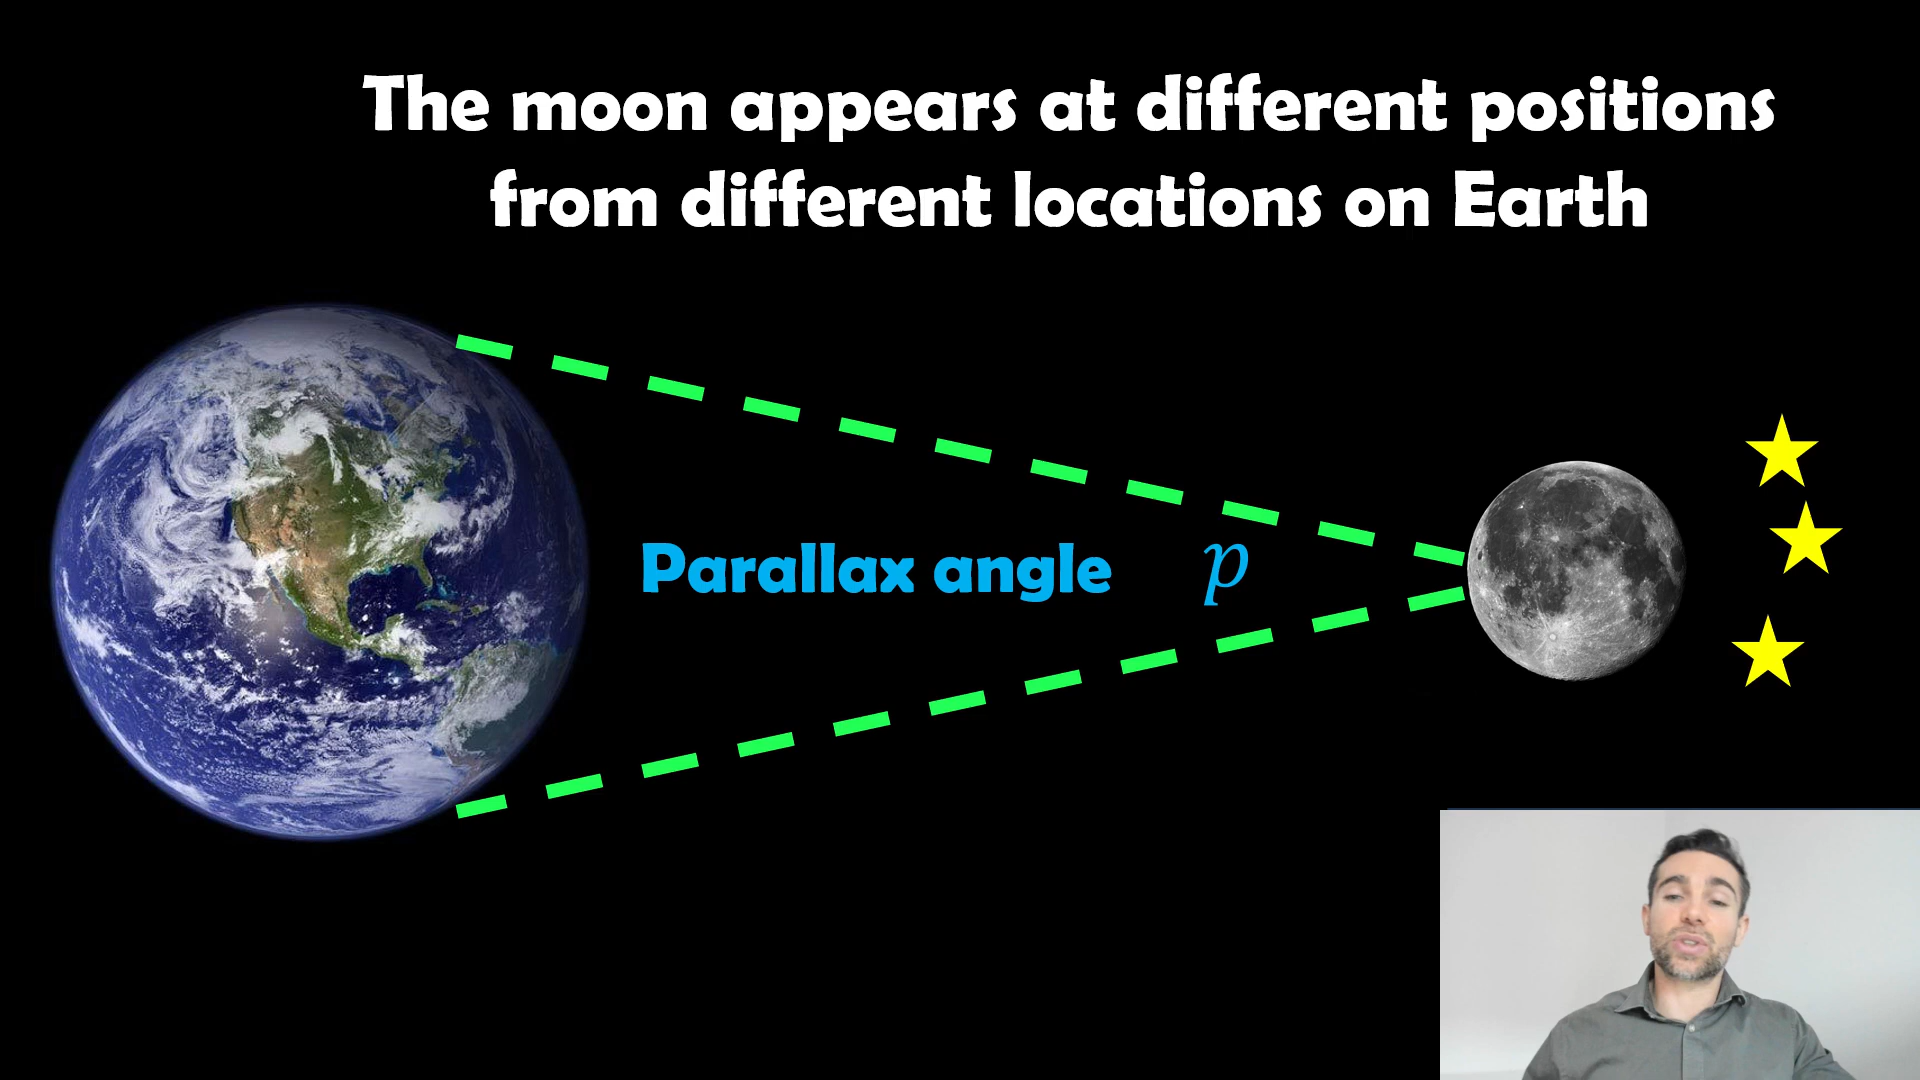 The moon appears at different positions
from different locations on Earth
Parallax angle p